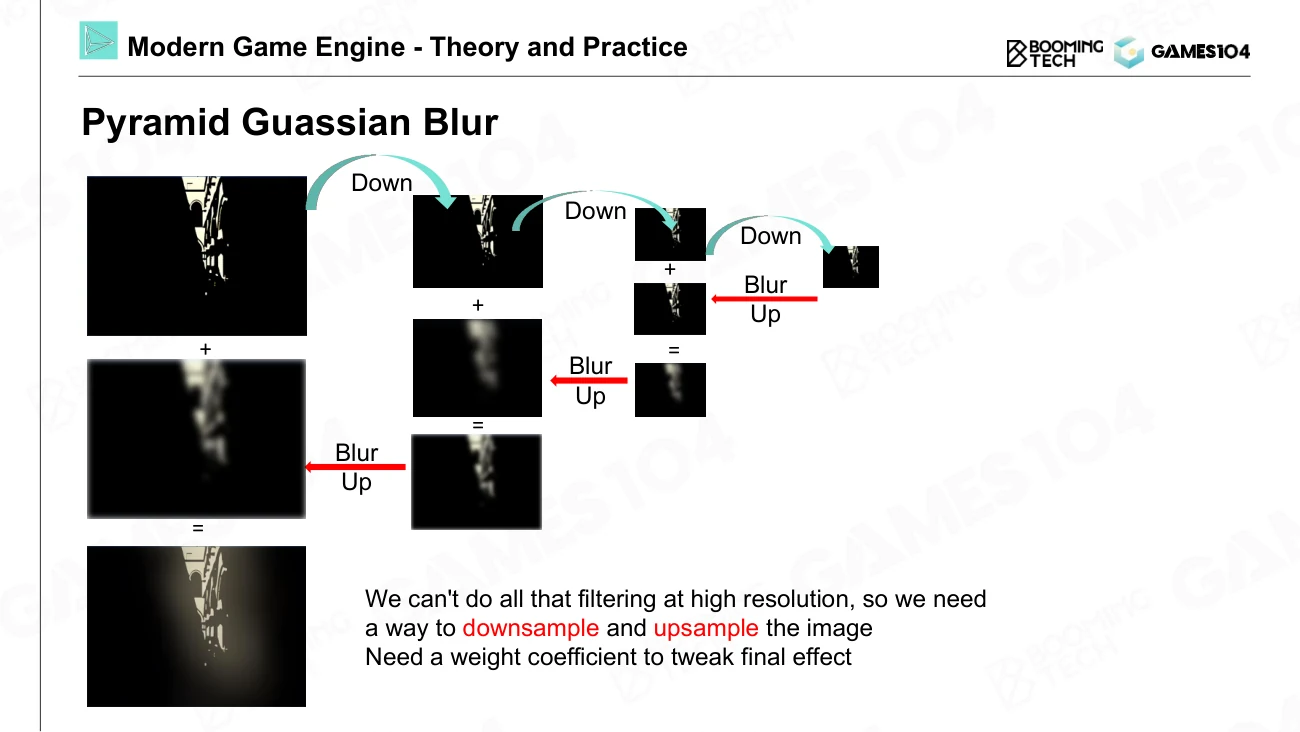 Modern Game Engine - Theory and Practice
BOOMING
TECH
GAMES104
Pyramid Guassian Blur
Down
Down
Down
+
Blur
Up
+
=
Blur
Up
+
=
Blur
Up
=
We can't do all that filtering at high resolution, so we need
a way to downsample and upsample the image
Need a weight coefficient to tweak final effect